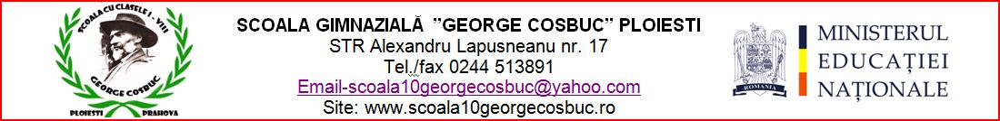 SCOALA CU CLASELE I - VIII
GEORGE COSBUC
PLOIESTI PRAHOVA
SCOALA GIMNAZIALĂ ”GEORGE COSBUC” PLOIESTI
STR Alexandru Lapusneanu nr. 17
Tel./fax 0244 513891
Email-scoala10georgecosbuc@yahoo.com
Site: www.scoala10georgecosbuc.ro
ROMANIA
MINISTERUL
EDUCAȚIEI
NAȚIONALE